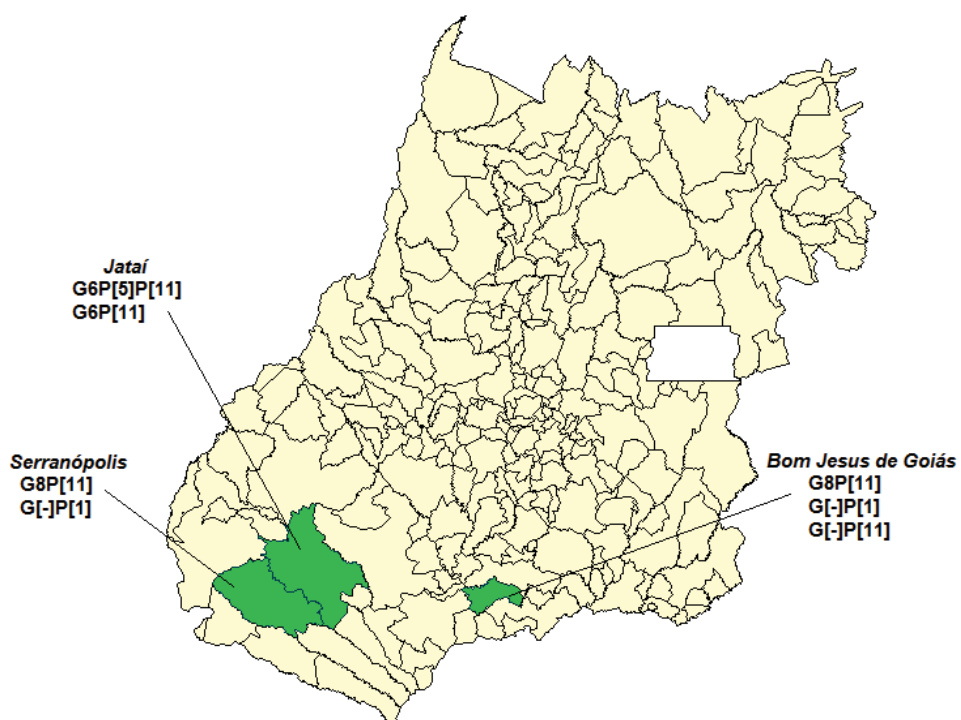 Jataí
G6P[5]P[11]
G6P[11]
Serranópolis
G8P[11]
G[-]P[1]
Bom Jesus de Goiás
G8P[11]
G[-]P[1]
G[-]P[11]